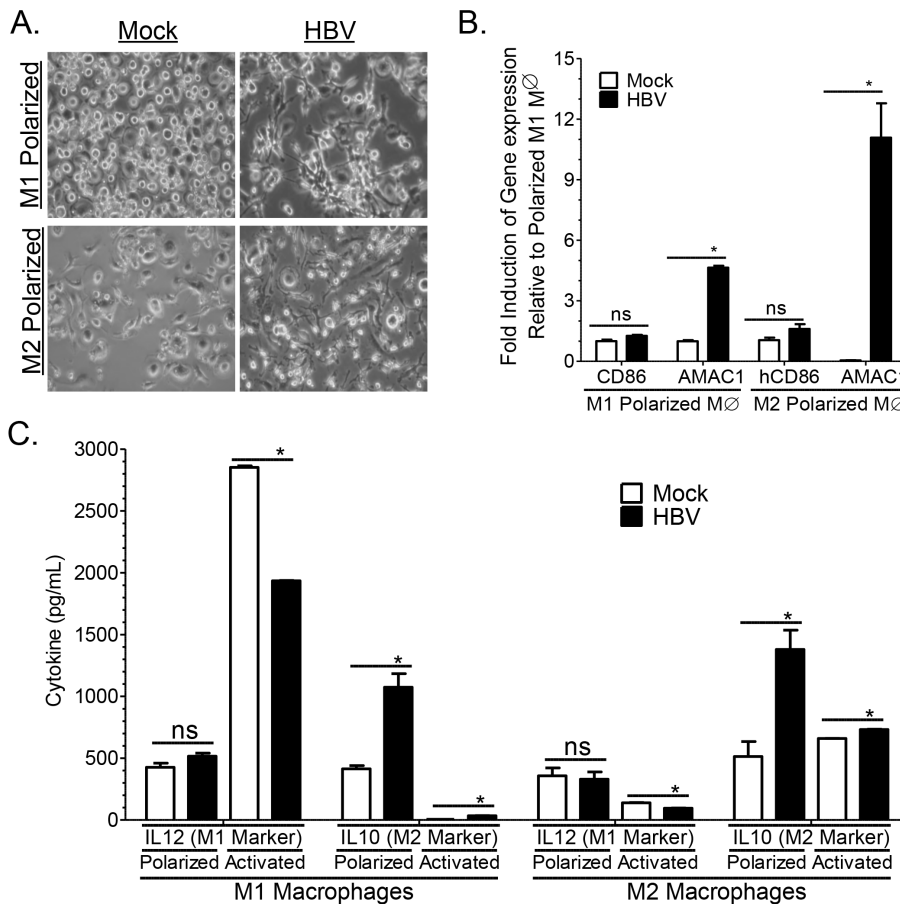 A.
Mock HBV
M1 Polarized
M2 Polarized
B.
Fold Induction of Gene expression
Relative to Polarized M1 MØ
15
12
9
6
3
0
Mock
HBV
ns * ns *
CD86 AMAC1 hCD86 AMAC1
M1 Polarized MØ M2 Polarized MØ
C.
Cytokine (pg/mL)
3000
2500
2000
1500
1000
500
0
Mock
HBV
ns * * * ns * * *
IL12 (M1 Marker) IL10 (M2 Marker) IL12 (M1 Marker) IL10 (M2 Marker)
Polarized Activated Polarized Activated Polarized Activated Polarized Activated
M1 Macrophages M2 Macrophages